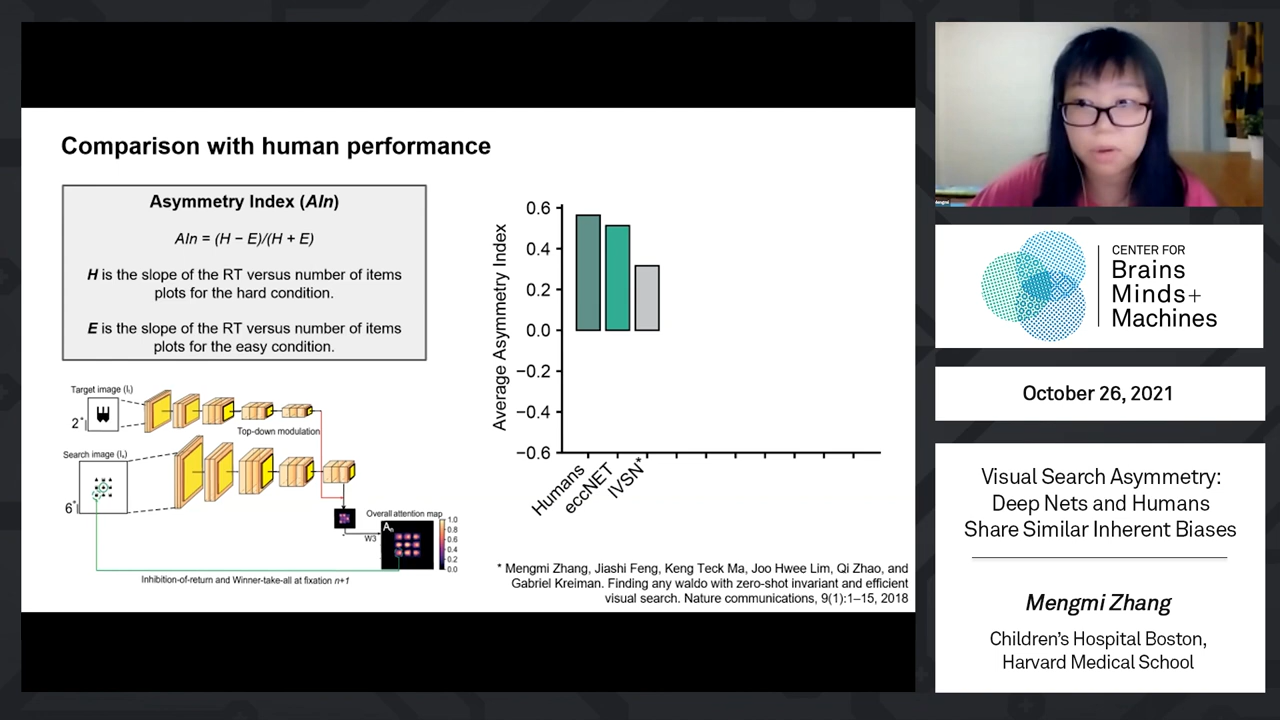 Comparison with human performance
Asymmetry Index (AIn)
AIn = (H − E)/(H + E)
H is the slope of the RT versus number of items
plots for the hard condition.
E is the slope of the RT versus number of items
plots for the easy condition.
Target image (It)
2°
Top-down modulation
Search image (Is)
6°
Overall attention map
An
W3
1.0
0.8
0.6
0.4
0.2
0.0
Inhibition-of-return and Winner-take-all at fixation n+1
Average Asymmetry Index
0.6
0.4
0.2
0.0
−0.2
−0.4
−0.6
Humans
eccNET
IVSN*
* Mengmi Zhang, Jiashi Feng, Keng Teck Ma, Joo Hwee Lim, Qi Zhao, and
Gabriel Kreiman. Finding any waldo with zero-shot invariant and efficient
visual search. Nature communications, 9(1):1–15, 2018
Mengmi
CENTER FOR
Brains
Minds+
Machines
October 26, 2021
Visual Search Asymmetry:
Deep Nets and Humans
Share Similar Inherent Biases
Mengmi Zhang
Children’s Hospital Boston,
Harvard Medical School